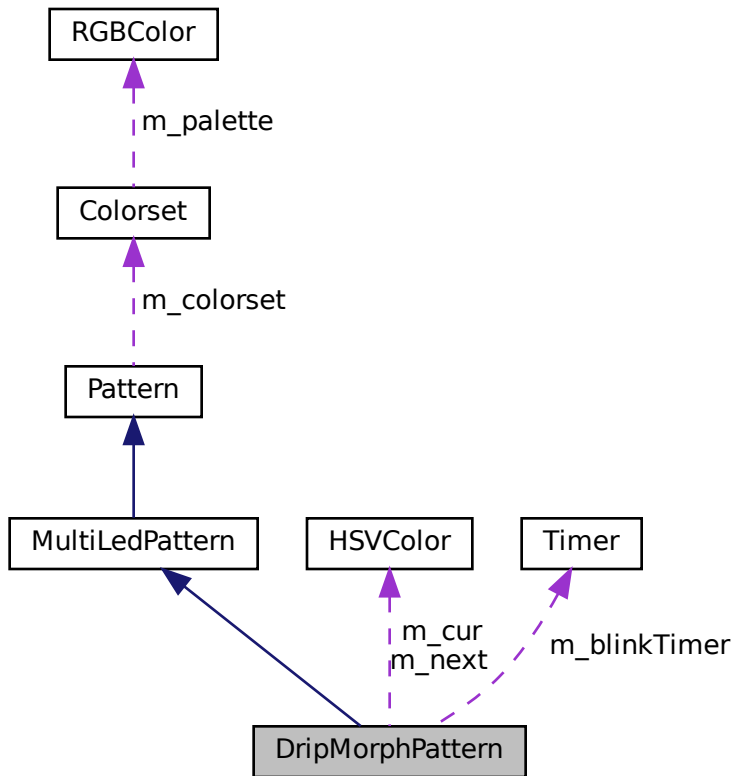 RGBColor
m_palette
Colorset
m_colorset
Pattern
MultiLedPattern
HSVColor
Timer
m_cur
m_next
m_blinkTimer
DripMorphPattern